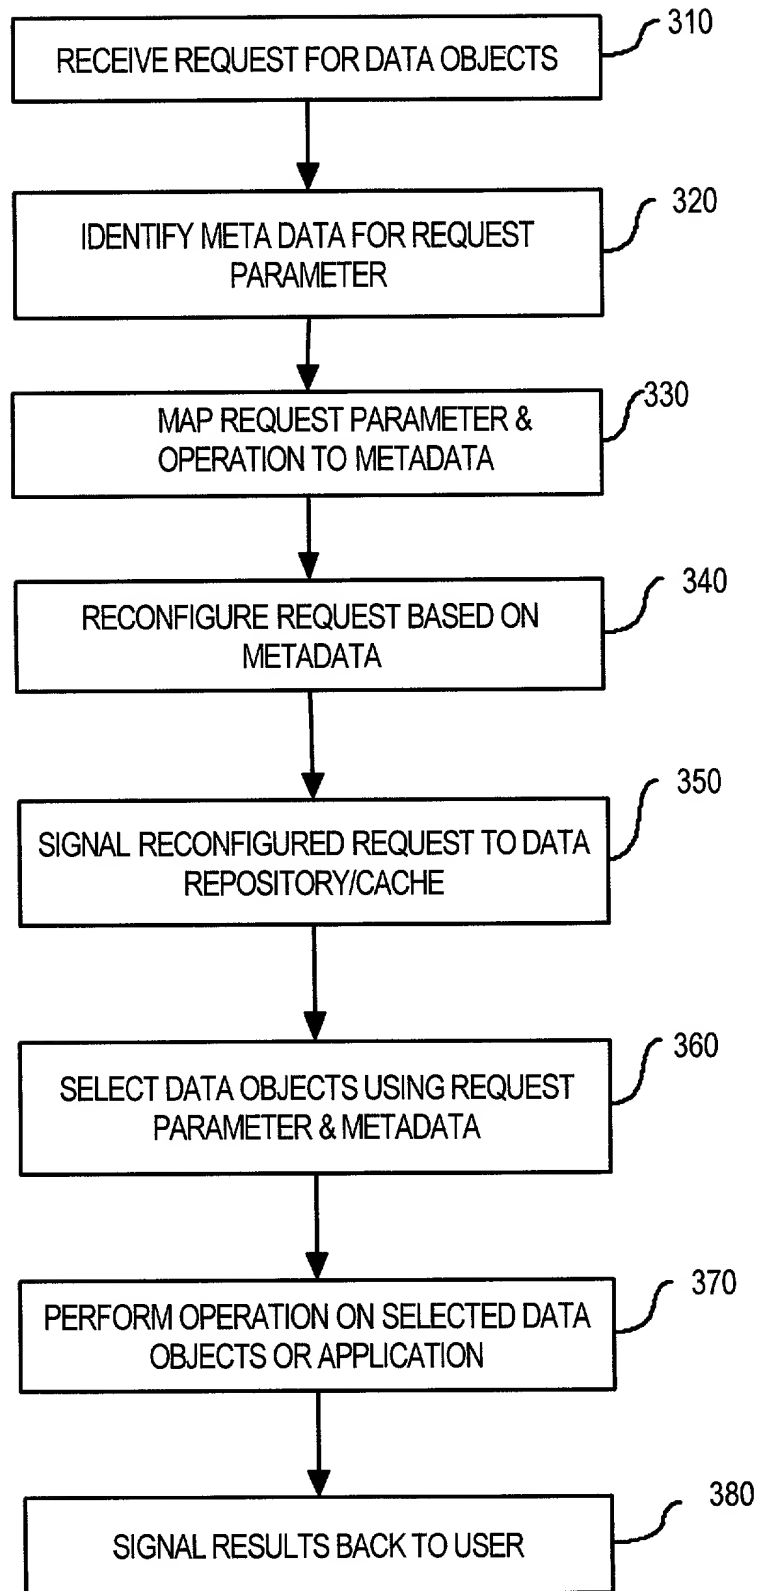 310
RECEIVE REQUEST FOR DATA OBJECTS
320
IDENTIFY META DATA FOR REQUEST
PARAMETER
330
MAP REQUEST PARAMETER &
OPERATION TO METADATA
340
RECONFIGURE REQUEST BASED ON
METADATA
350
SIGNAL RECONFIGURED REQUEST TO DATA
REPOSITORY/CACHE
360
SELECT DATA OBJECTS USING REQUEST
PARAMETER & METADATA
370
PERFORM OPERATION ON SELECTED DATA
OBJECTS OR APPLICATION
380
SIGNAL RESULTS BACK TO USER